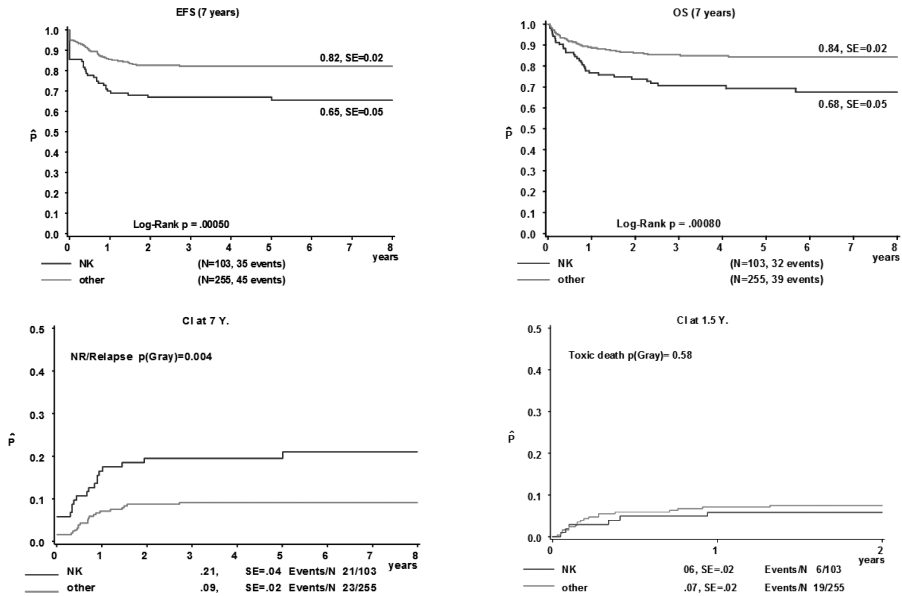 EFS (7 years)
1.0
0.9
0.8
0.7
0.6
0.5
0.4
0.3
0.2
0.1
0.0
P̂
0.82, SE=0.02
0.65, SE=0.05
Log-Rank p = .00050
0 1 2 3 4 5 6 7 8
years
NK (N=103, 35 events)
other (N=255, 45 events)
OS (7 years)
1.0
0.9
0.8
0.7
0.6
0.5
0.4
0.3
0.2
0.1
0.0
P̂
0.84, SE=0.02
0.68, SE=0.05
Log-Rank p = .00080
0 1 2 3 4 5 6 7 8
years
NK (N=103, 32 events)
other (N=255, 39 events)
CI at 7 Y.
0.5
0.4
0.3
0.2
0.1
0.0
P̂
NR/Relapse p(Gray)=0.004
0 1 2 3 4 5 6 7 8
years
NK .21, SE=.04 Events/N 21/103
other .09, SE=.02 Events/N 23/255
CI at 1.5 Y.
0.5
0.4
0.3
0.2
0.1
0.0
P̂
Toxic death p(Gray)= 0.58
0 1 2
years
NK 06, SE=.02 Events/N 6/103
other .07, SE=.02 Events/N 19/255